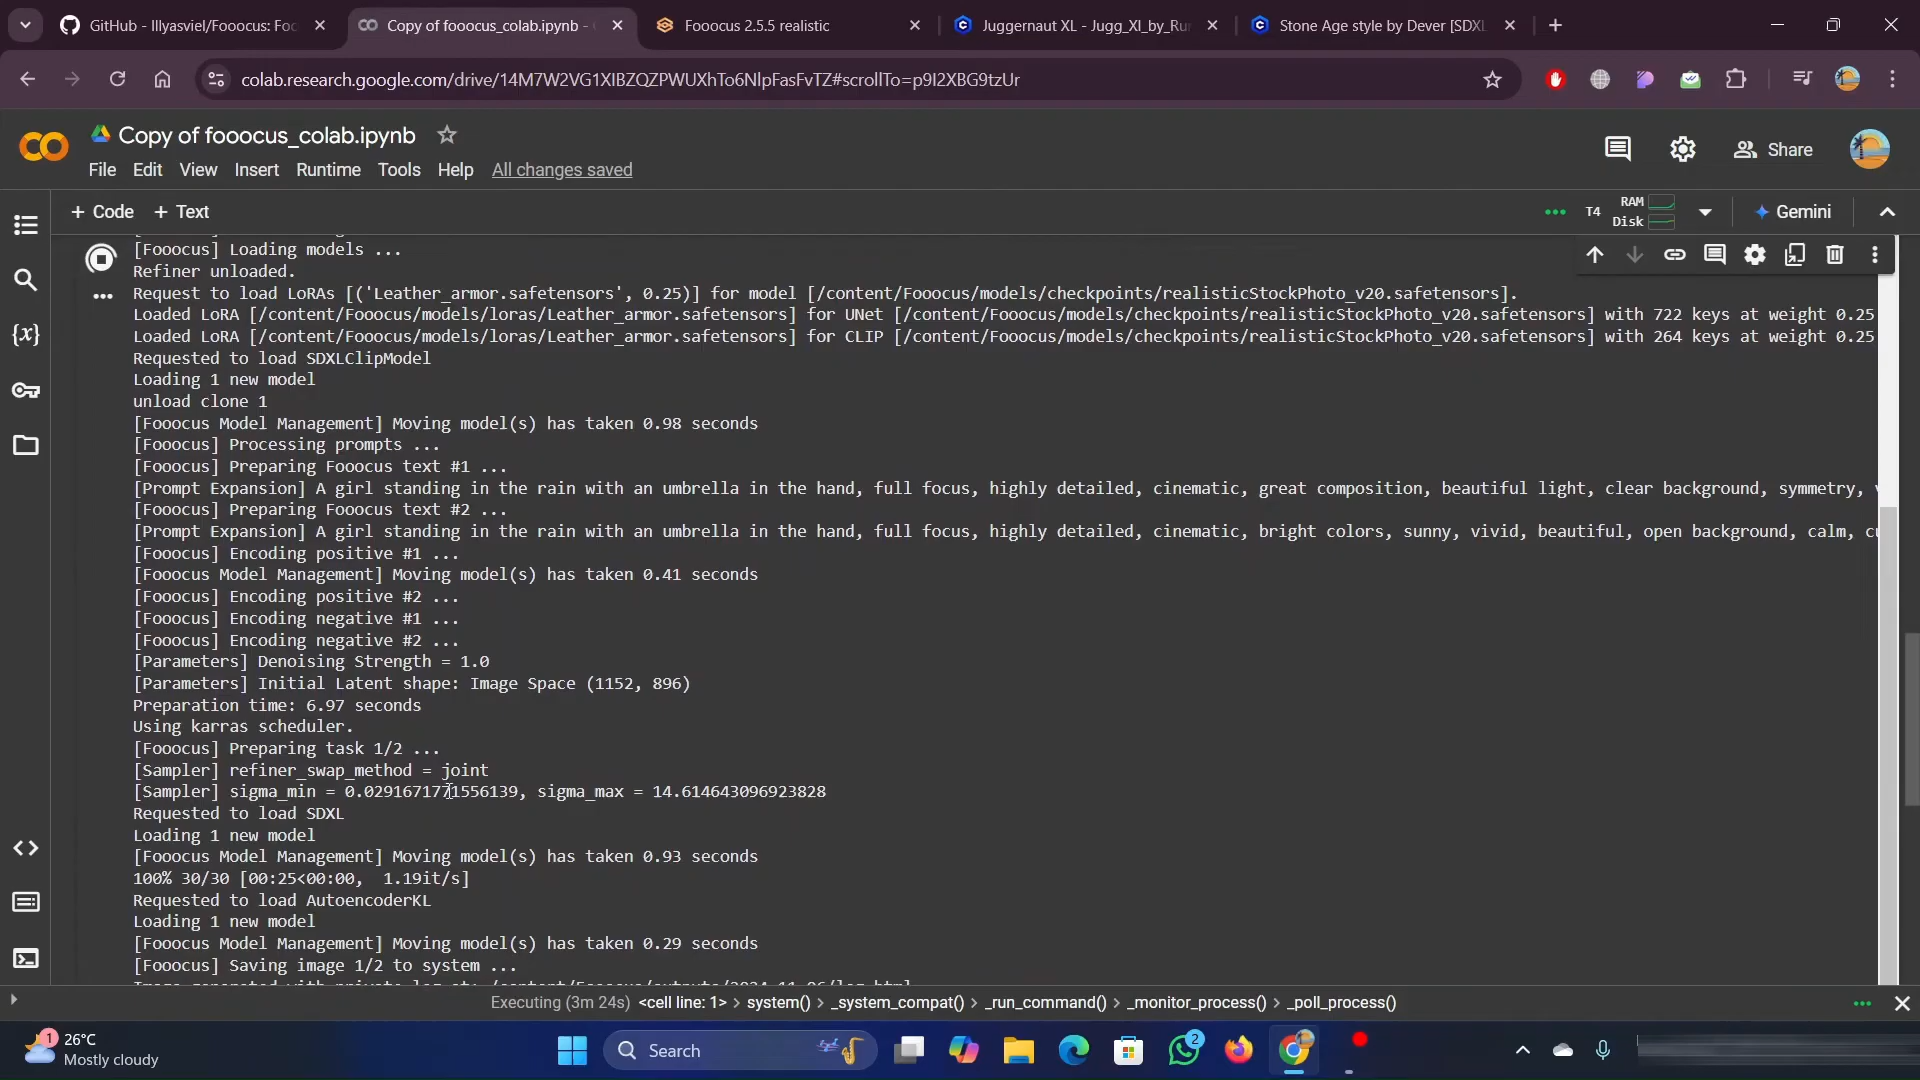 GitHub - lllyasviel/Fooocus: Foc
Copy of fooocus_colab.ipynb -
Fooocus 2.5.5 realistic
Juggernaut XL - Jugg_XI_by_Ru
Stone Age style by Dever [SDXL
colab.research.google.com/drive/14M7W2VG1XIBZQZPWUXhTo6NlpFasFvTZ#scrollTo=p9I2XBG9tzUr
Copy of fooocus_colab.ipynb
Share
File Edit View Insert Runtime Tools Help All changes saved
+ Code + Text
T4 RAM Disk Gemini
[Fooocus] Loading models ...
Refiner unloaded.
Request to load LoRAs [('Leather_armor.safetensors', 0.25)] for model [/content/Fooocus/models/checkpoints/realisticStockPhoto_v20.safetensors].
Loaded LoRA [/content/Fooocus/models/loras/Leather_armor.safetensors] for UNet [/content/Fooocus/models/checkpoints/realisticStockPhoto_v20.safetensors] with 722 keys at weight 0.25
Loaded LoRA [/content/Fooocus/models/loras/Leather_armor.safetensors] for CLIP [/content/Fooocus/models/checkpoints/realisticStockPhoto_v20.safetensors] with 264 keys at weight 0.25
Requested to load SDXLClipModel
Loading 1 new model
unload clone 1
[Fooocus Model Management] Moving model(s) has taken 0.98 seconds
[Fooocus] Processing prompts ...
[Fooocus] Preparing Fooocus text #1 ...
[Prompt Expansion] A girl standing in the rain with an umbrella in the hand, full focus, highly detailed, cinematic, great composition, beautiful light, clear background, symmetry,
[Fooocus] Preparing Fooocus text #2 ...
[Prompt Expansion] A girl standing in the rain with an umbrella in the hand, full focus, highly detailed, cinematic, bright colors, sunny, vivid, beautiful, open background, calm,
[Fooocus] Encoding positive #1 ...
[Fooocus Model Management] Moving model(s) has taken 0.41 seconds
[Fooocus] Encoding positive #2 ...
[Fooocus] Encoding negative #1 ...
[Fooocus] Encoding negative #2 ...
[Parameters] Denoising Strength = 1.0
[Parameters] Initial Latent shape: Image Space (1152, 896)
Preparation time: 6.97 seconds
Using karras scheduler.
[Fooocus] Preparing task 1/2 ...
[Sampler] refiner_swap_method = joint
[Sampler] sigma_min = 0.0291671771556139, sigma_max = 14.614643096923828
Requested to load SDXL
Loading 1 new model
[Fooocus Model Management] Moving model(s) has taken 0.93 seconds
100% 30/30 [00:25<00:00, 1.19it/s]
Requested to load AutoencoderKL
Loading 1 new model
[Fooocus Model Management] Moving model(s) has taken 0.29 seconds
[Fooocus] Saving image 1/2 to system ...
Executing (3m 24s) <cell line: 1> > system() > _system_compat() > _run_command() > _monitor_process() > _poll_process()
1
26°C
Mostly cloudy
Search
2